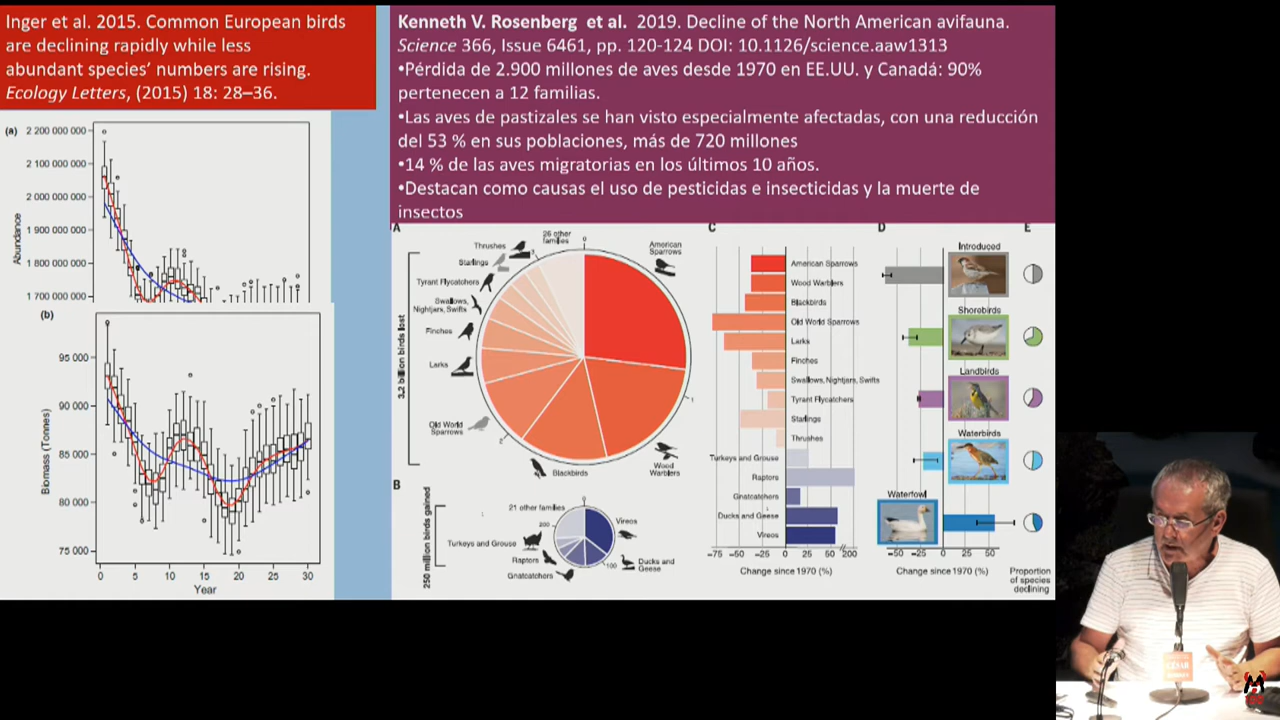 Inger et al. 2015. Common European birds
are declining rapidly while less
abundant species' numbers are rising.
Ecology Letters, (2015) 18: 28–36.
Kenneth V. Rosenberg et al. 2019. Decline of the North American avifauna.
Science 366, Issue 6461, pp. 120-124 DOI: 10.1126/science.aaw1313
•Pérdida de 2.900 millones de aves desde 1970 en EE.UU. y Canadá: 90%
pertenecen a 12 familias.
•Las aves de pastizales se han visto especialmente afectadas, con una reducción
del 53 % en sus poblaciones, más de 720 millones
•14 % de las aves migratorias en los últimos 10 años.
•Destacan como causas el uso de pesticidas e insecticidas y la muerte de
insectos
(a)
2 200 000 000
2 100 000 000
2 000 000 000
1 900 000 000
1 800 000 000
1 700 000 000
Abundance
(b)
95 000
90 000
85 000
80 000
75 000
Biomass (Tonnes)
0 5 10 15 20 25 30
Year
A
3.2 billion birds lost
26 other
families
0
American
Sparrows
Thrushes
Starlings
Tyrant Flycatchers
Swallows,
Nightjars, Swifts
Finches
Larks
Old World
Sparrows
Blackbirds
Wood
Warblers
1
2
3
B
250 million birds gained
21 other families
0
200
100
Vireos
Turkeys and Grouse
Raptors
Gnatcatchers
Ducks and
Geese
C
American Sparrows
Wood Warblers
Blackbirds
Old World Sparrows
Larks
Finches
Swallows, Nightjars, Swifts
Tyrant Flycatchers
Starlings
Thrushes
Turkeys and Grouse
Raptors
Gnatcatchers
Ducks and Geese
Vireos
−75 −50 −25 0 25 50 200
Change since 1970 (%)
D
Introduced
Shorebirds
Landbirds
Waterbirds
Waterfowl
−50 −25 0 25 50
Change since 1970 (%)
E
Proportion
of species
declining